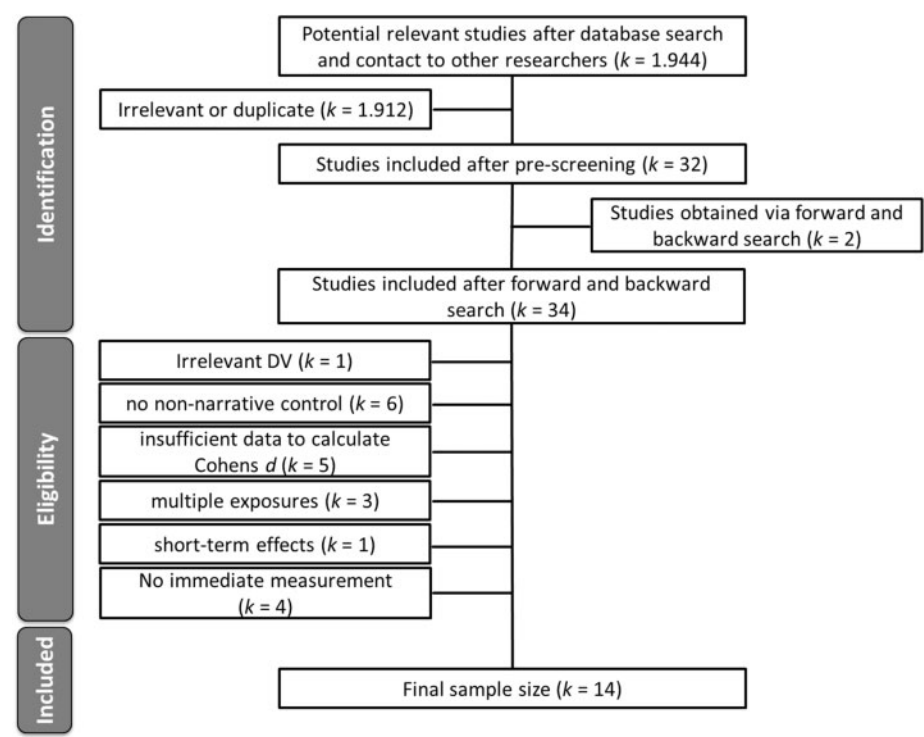 Identification
Potential relevant studies after database search
and contact to other researchers (k = 1.944)
Irrelevant or duplicate (k = 1.912)
Studies included after pre-screening (k = 32)
Studies obtained via forward and
backward search (k = 2)
Studies included after forward and backward
search (k = 34)
Eligibility
Irrelevant DV (k = 1)
no non-narrative control (k = 6)
insufficient data to calculate
Cohens d (k = 5)
multiple exposures (k = 3)
short-term effects (k = 1)
No immediate measurement
(k = 4)
Included
Final sample size (k = 14)